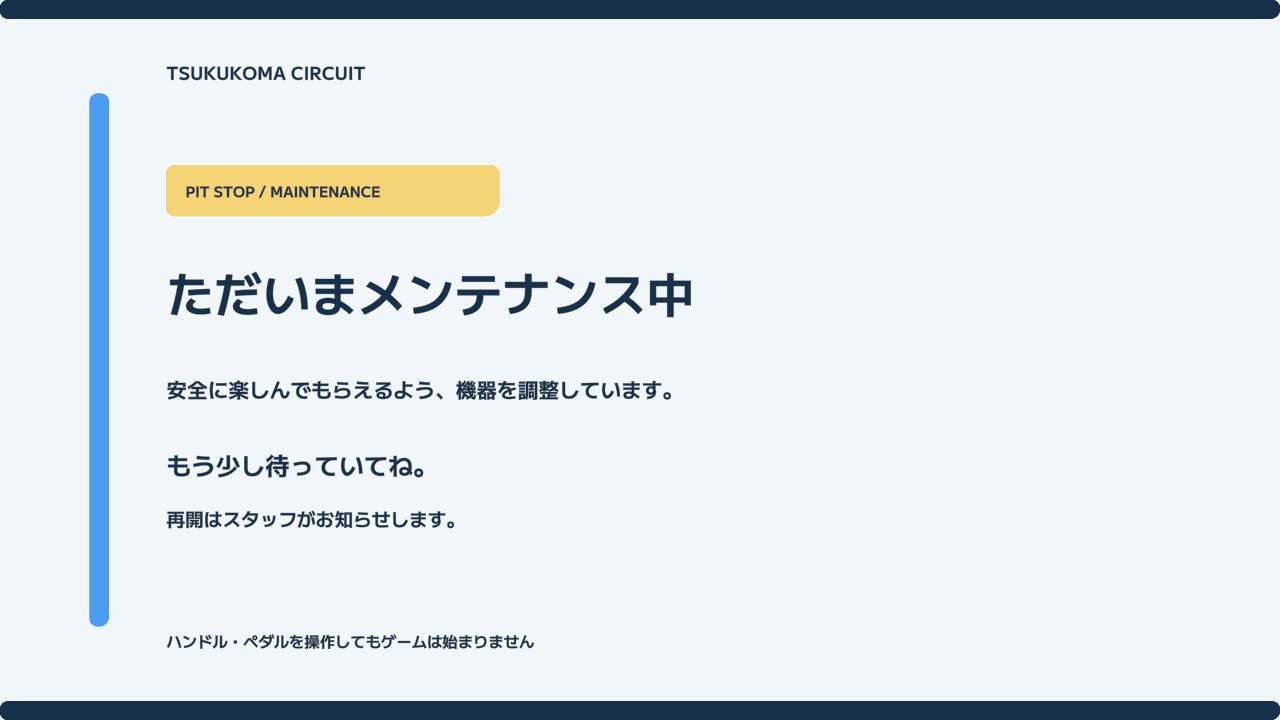 TSUKUKOMA CIRCUIT
PIT STOP / MAINTENANCE
ただいまメンテナンス中
安全に楽しんでもらえるよう、機器を調整しています。
もう少し待っていてね。
再開はスタッフがお知らせします。
ハンドル・ペダルを操作してもゲームは始まりません